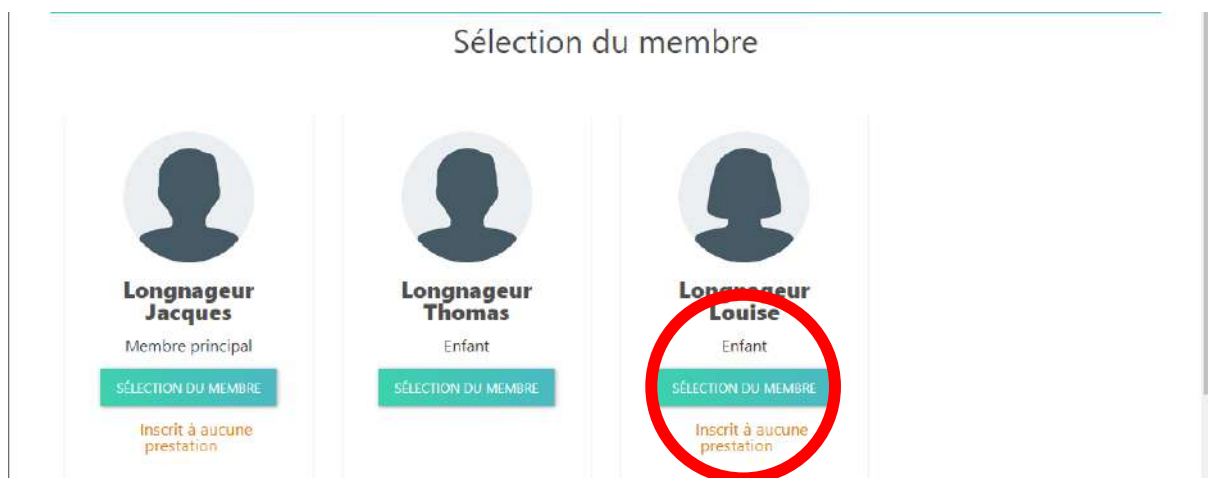 Sélection du membre
Longnageur
Jacques
Membre principal
SÉLECTION DU MEMBRE
Inscrit à aucune
prestation
Longnageur
Thomas
Enfant
SÉLECTION DU MEMBRE
Longnageur
Louise
Enfant
SÉLECTION DU MEMBRE
Inscrit à aucune
prestation